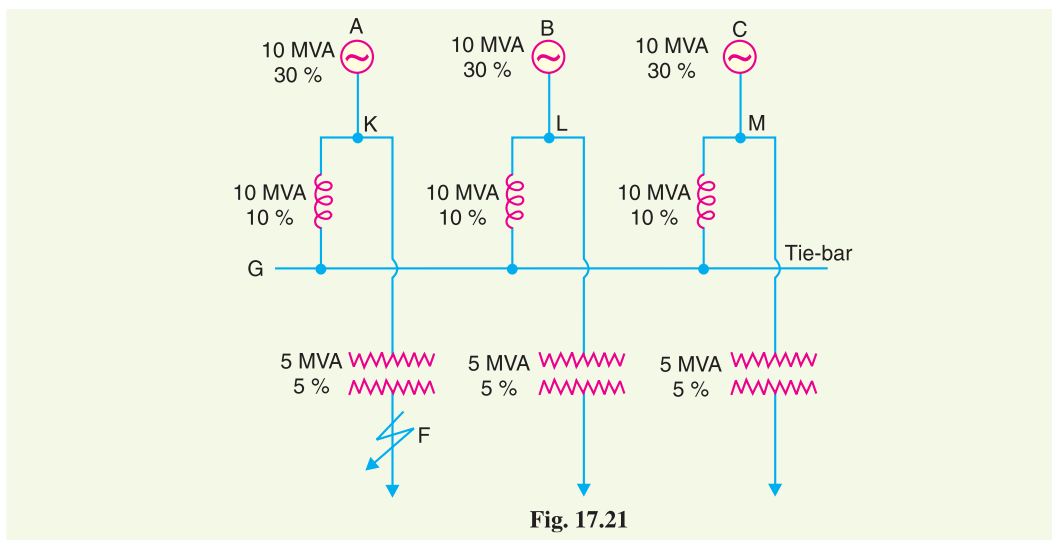 A
B
C
10 MVA
30 %
10 MVA
30 %
10 MVA
30 %
K
L
M
10 MVA
10 %
10 MVA
10 %
10 MVA
10 %
G
Tie-bar
5 MVA
5 %
5 MVA
5 %
5 MVA
5 %
F
Fig. 17.21